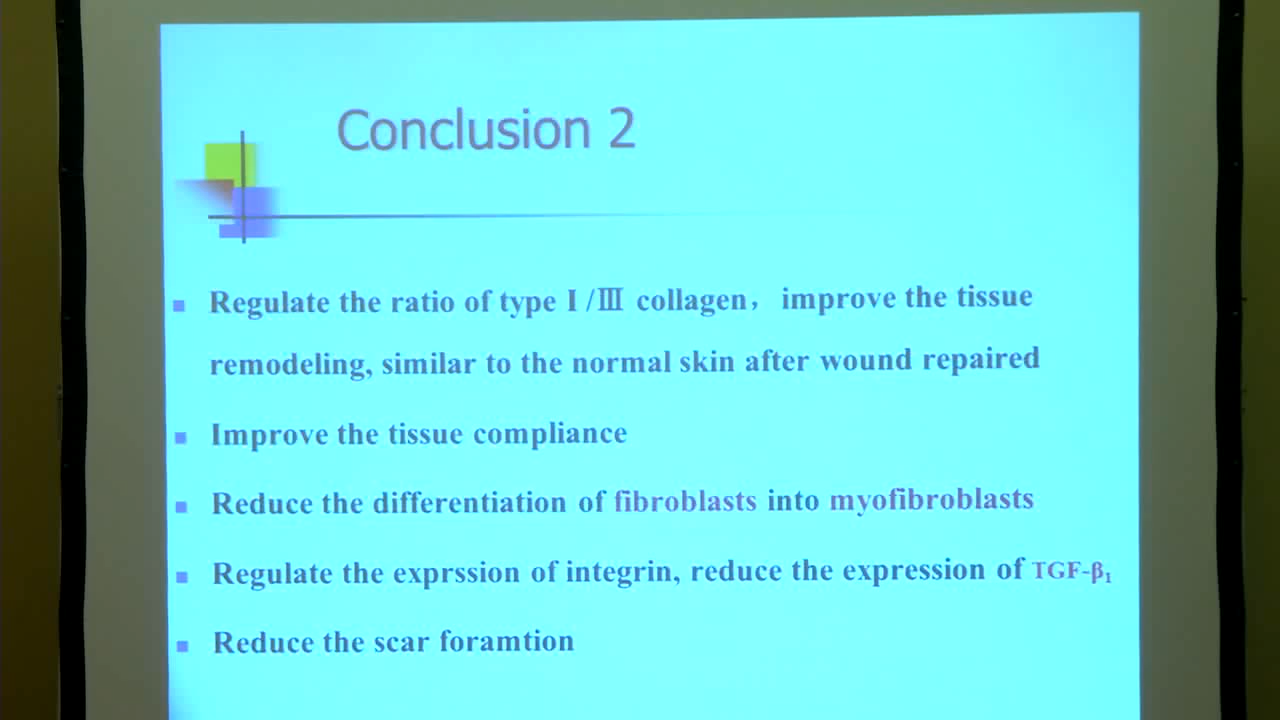 Conclusion 2
Regulate the ratio of type I /Ⅲ collagen， improve the tissue
remodeling, similar to the normal skin after wound repaired
Improve the tissue compliance
Reduce the differentiation of fibroblasts into myofibroblasts
Regulate the exprssion of integrin, reduce the expression of TGF-β₁
Reduce the scar foramtion